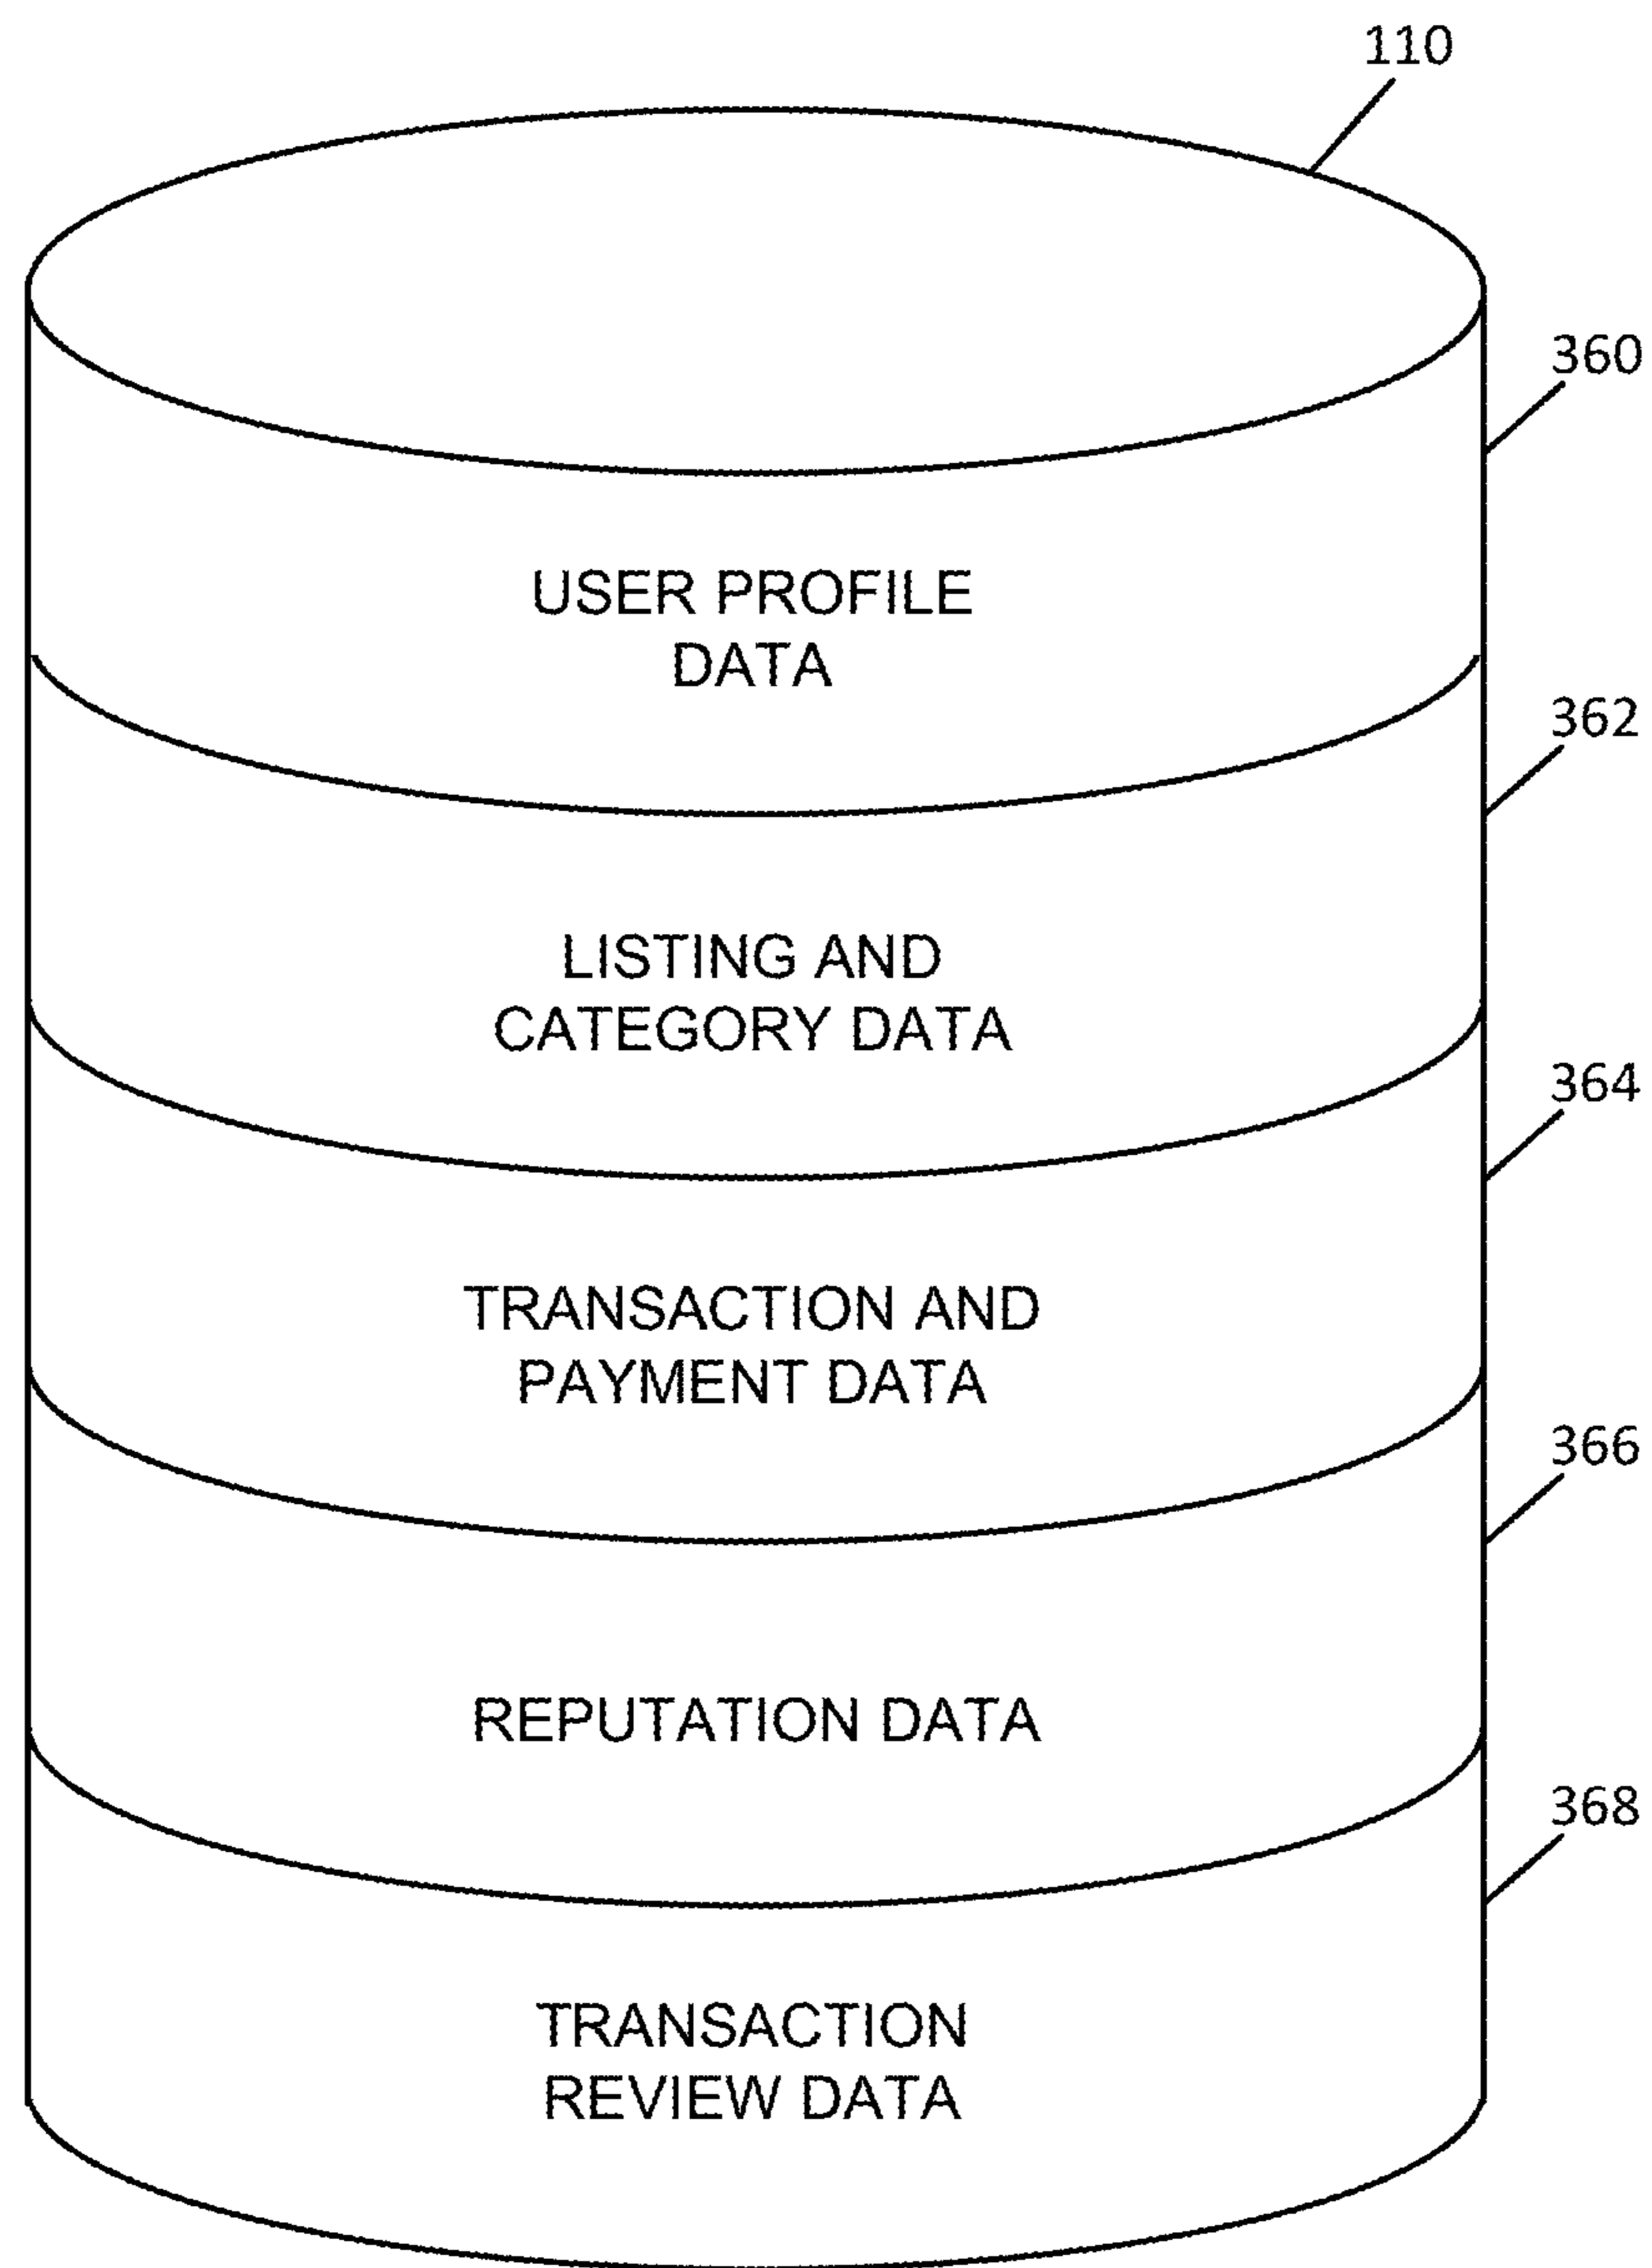 110
360
USER PROFILE
DATA
362
LISTING AND
CATEGORY DATA
364
TRANSACTION AND
PAYMENT DATA
366
REPUTATION DATA
368
TRANSACTION
REVIEW DATA